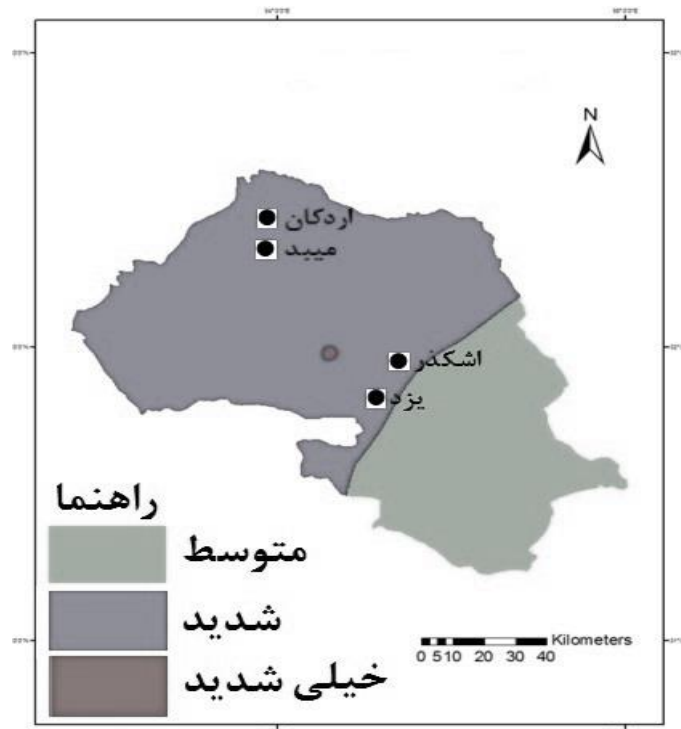 N
اردکان
میبد
اشکذر
یزد
راهنما
متوسط
شدید
خیلی شدید
Kilometers
0 5 10 20 30 40